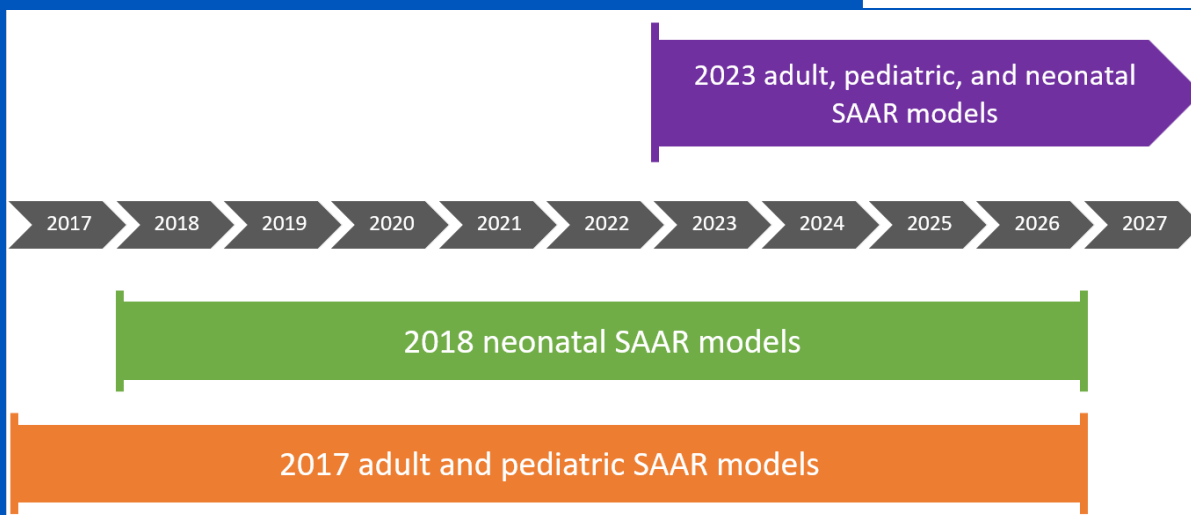 2023 adult, pediatric, and neonatal
SAAR models
2017 2018 2019 2020 2021 2022 2023 2024 2025 2026 2027
2018 neonatal SAAR models
2017 adult and pediatric SAAR models